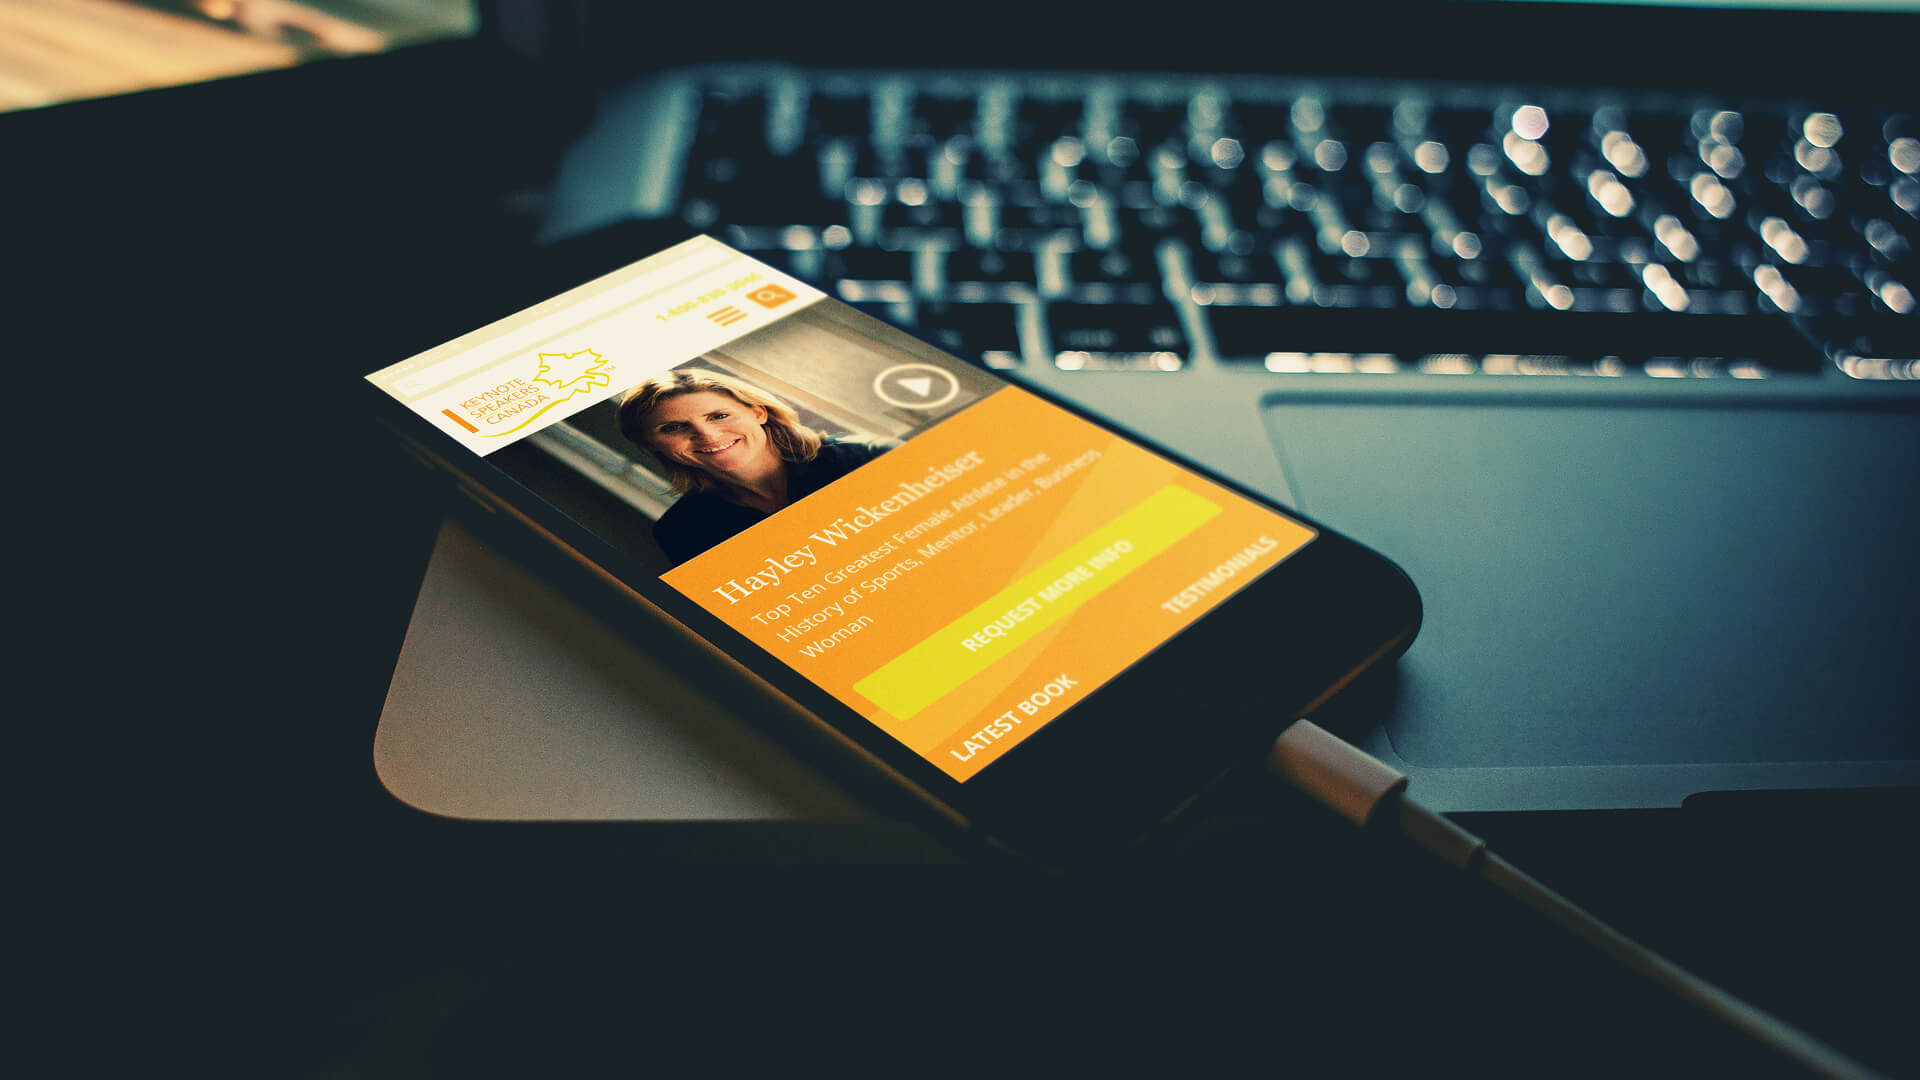 KEYNOTE
SPEAKERS
CANADA
TM
Hayley Wickenheiser
Top Ten Greatest Female Athlete in the
History of Sports, Mentor, Leader, Business
Woman
REQUEST MORE INFO
LATEST BOOK
TESTIMONIALS